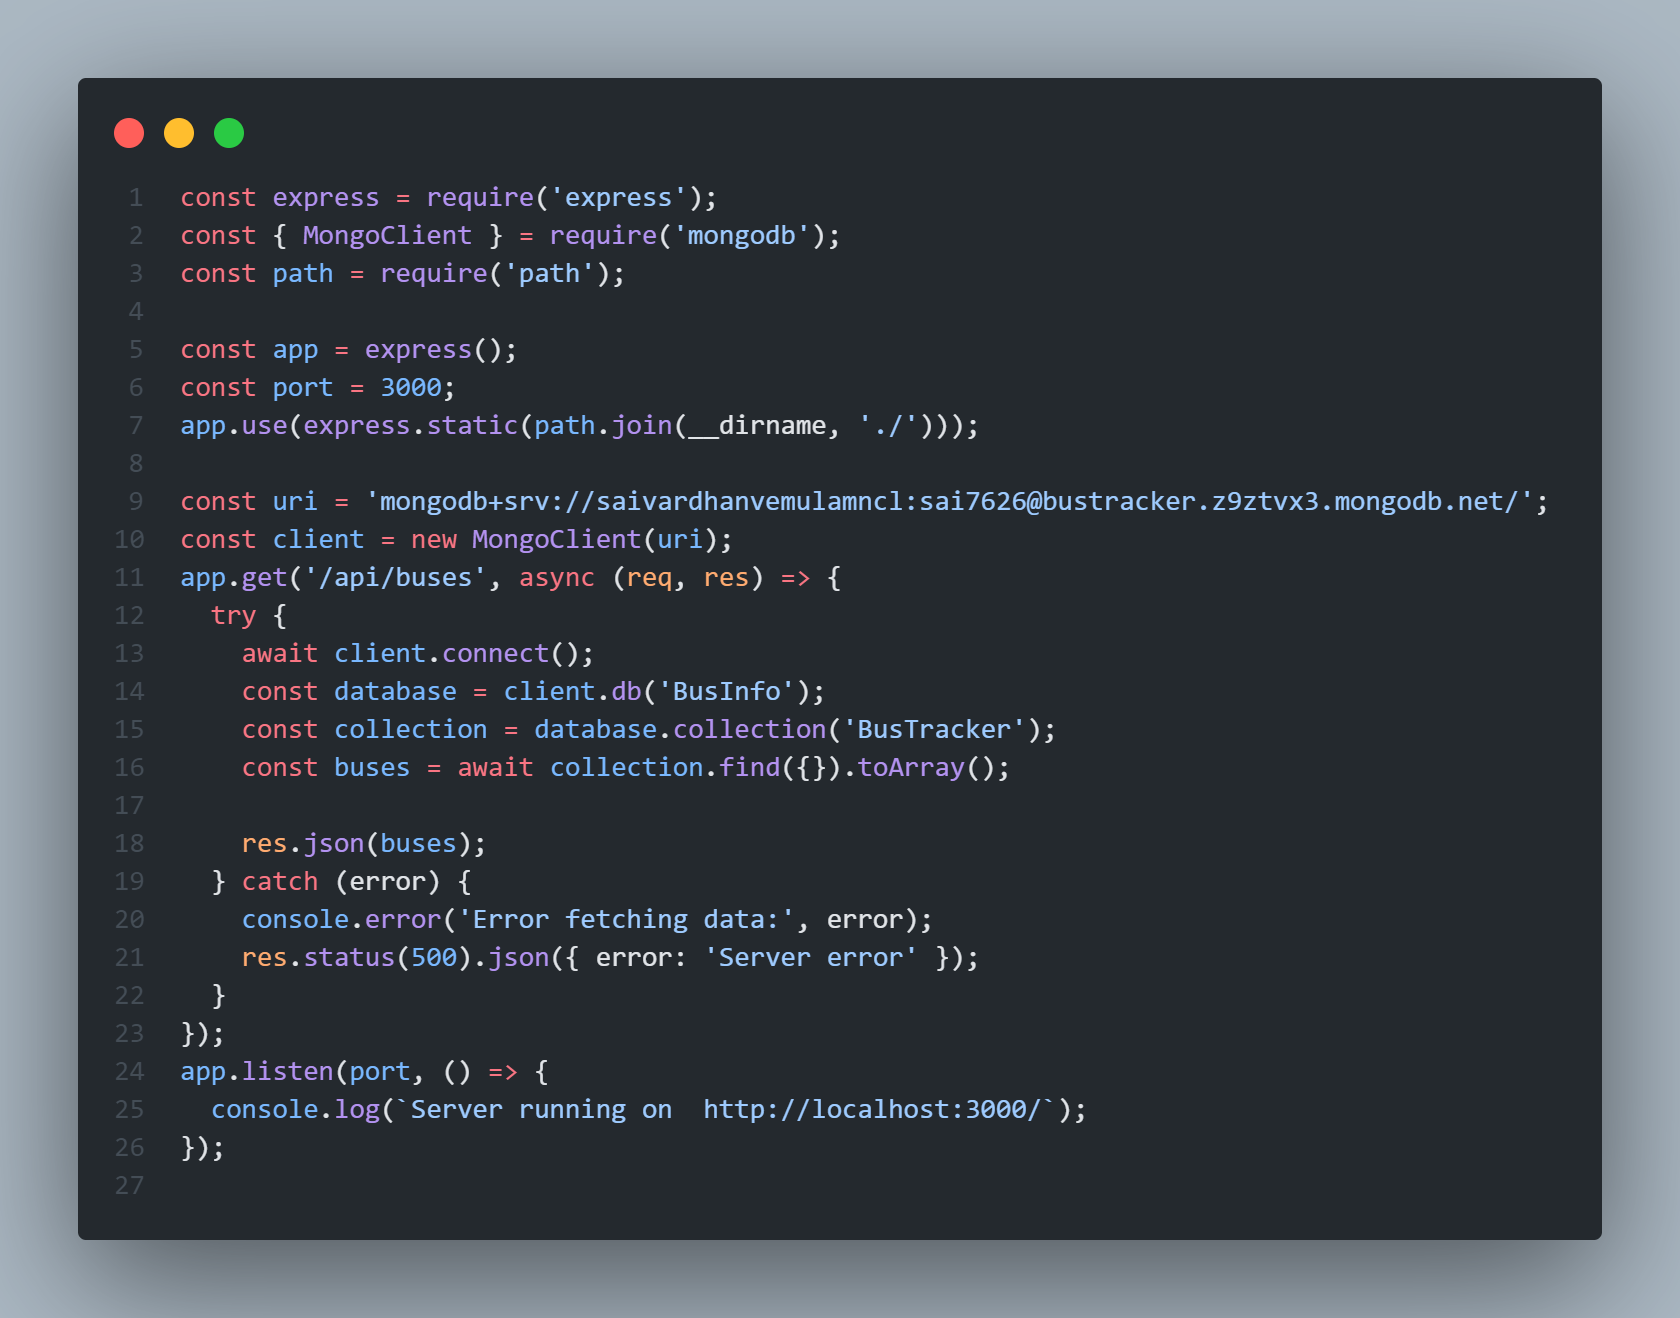 1 const express = require('express');
2 const { MongoClient } = require('mongodb');
3 const path = require('path');
4
5 const app = express();
6 const port = 3000;
7 app.use(express.static(path.join(__dirname, './')));
8
9 const uri = 'mongodb+srv://saivardhanvemulamncl:sai7626@bustracker.z9ztvx3.mongodb.net/';
10 const client = new MongoClient(uri);
11 app.get('/api/buses', async (req, res) => {
12   try {
13     await client.connect();
14     const database = client.db('BusInfo');
15     const collection = database.collection('BusTracker');
16     const buses = await collection.find({}).toArray();
17
18     res.json(buses);
19   } catch (error) {
20     console.error('Error fetching data:', error);
21     res.status(500).json({ error: 'Server error' });
22   }
23 });
24 app.listen(port, () => {
25   console.log(`Server running on  http://localhost:3000/`);
26 });
27